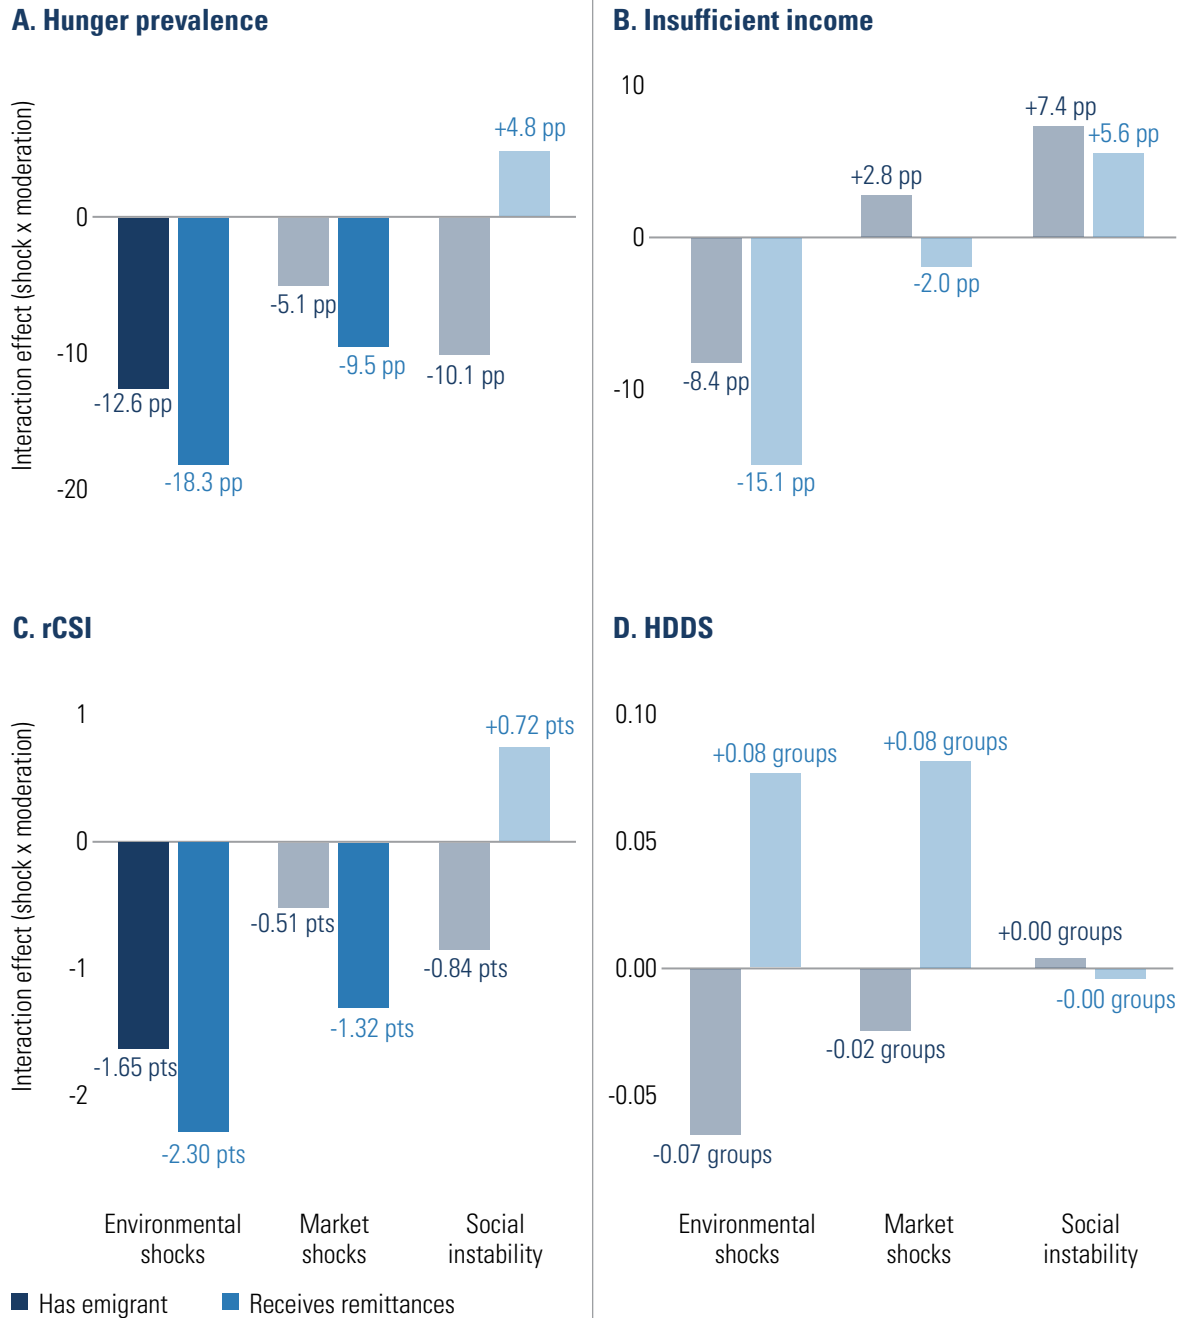 A. Hunger prevalence
Interaction effect (shock x moderation)
0
-10
-20
-12.6 pp
-18.3 pp
-5.1 pp
-9.5 pp
-10.1 pp
+4.8 pp
B. Insufficient income
10
0
-10
-8.4 pp
-15.1 pp
+2.8 pp
-2.0 pp
+7.4 pp
+5.6 pp
C. rCSI
Interaction effect (shock x moderation)
1
0
-1
-2
-1.65 pts
-2.30 pts
-0.51 pts
-1.32 pts
-0.84 pts
+0.72 pts
Environmental
shocks
Market
shocks
Social
instability
D. HDDS
0.10
0.05
0.00
-0.05
-0.07 groups
+0.08 groups
-0.02 groups
+0.08 groups
+0.00 groups
-0.00 groups
Environmental
shocks
Market
shocks
Social
instability
Has emigrant
Receives remittances